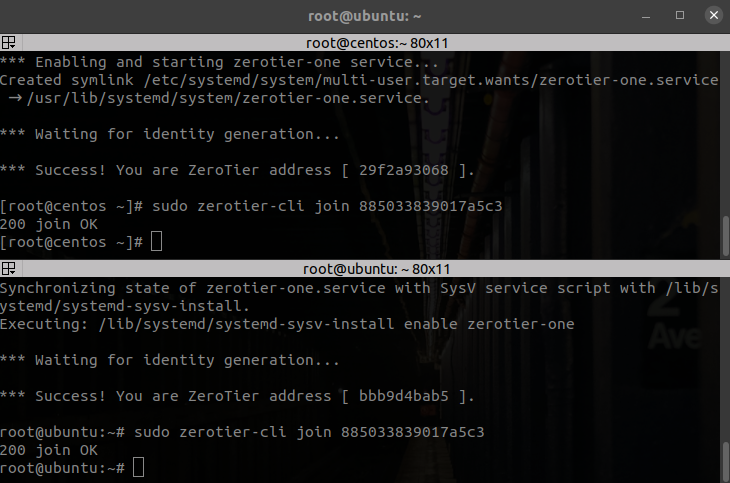 root@ubuntu: ~
root@centos:~ 80x11
*** Enabling and starting zerotier-one service...
Created symlink /etc/systemd/system/multi-user.target.wants/zerotier-one.service
→ /usr/lib/systemd/system/zerotier-one.service.
*** Waiting for identity generation...
*** Success! You are ZeroTier address [ 29f2a93068 ].
[root@centos ~]# sudo zerotier-cli join 885033839017a5c3
200 join OK
[root@centos ~]#
root@ubuntu: ~ 80x11
Synchronizing state of zerotier-one.service with SysV service script with /lib/s
ystemd/systemd-sysv-install.
Executing: /lib/systemd/systemd-sysv-install enable zerotier-one
*** Waiting for identity generation...
*** Success! You are ZeroTier address [ bbb9d4bab5 ].
root@ubuntu:~# sudo zerotier-cli join 885033839017a5c3
200 join OK
root@ubuntu:~#
2
Ave